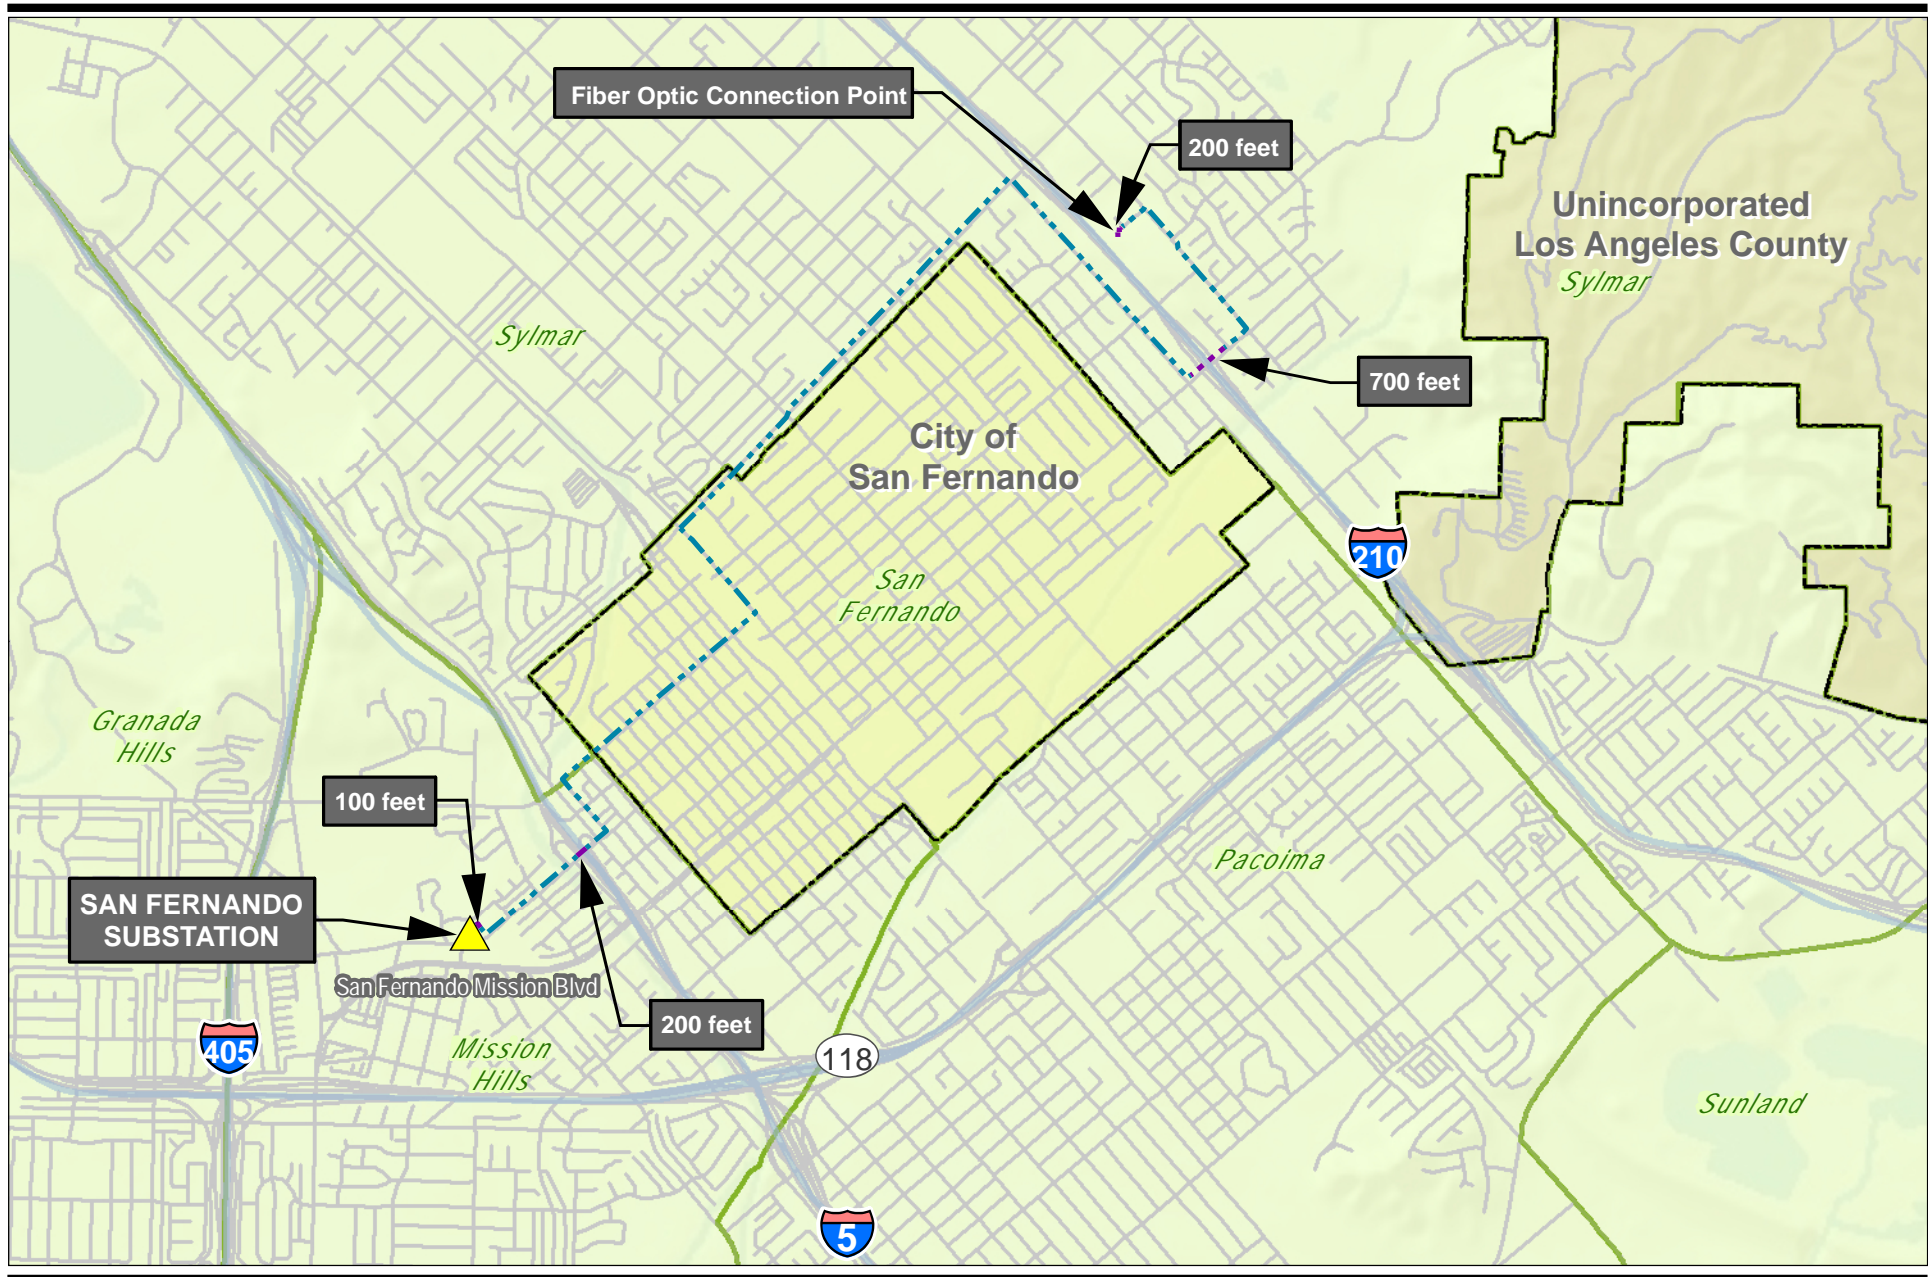 Fiber Optic Connection Point
200 feet
Unincorporated
Los Angeles County
Sylmar
Sylmar
700 feet
City of
San Fernando
210
San
Fernando
Granada
Hills
100 feet
Pacoima
SAN FERNANDO
SUBSTATION
San Fernando Mission Blvd
200 feet
405
Mission
Hills
118
Sunland
5